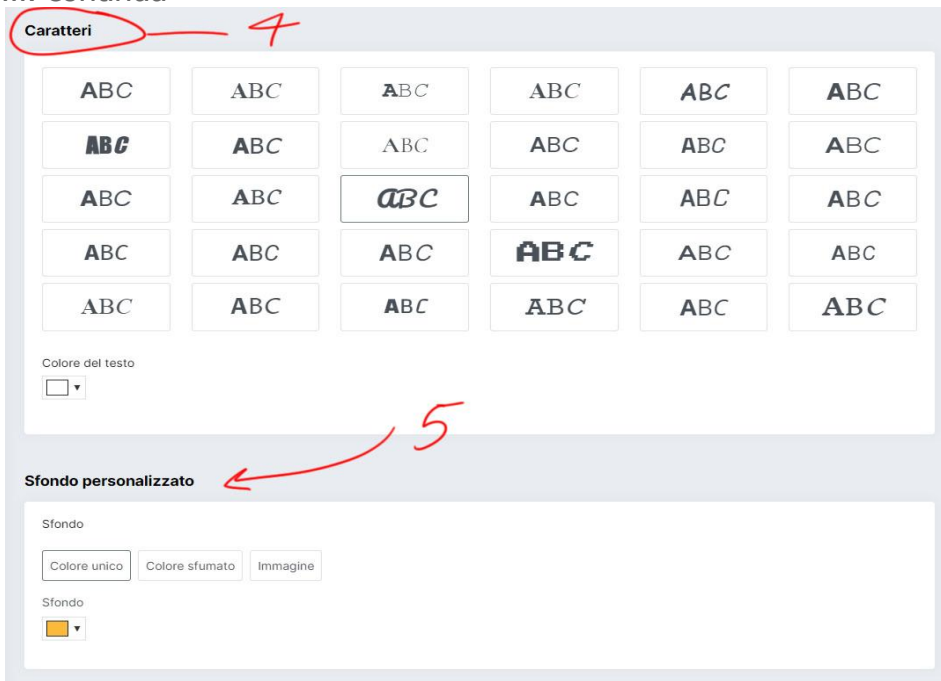 ... continua
Caratteri 4
ABC ABC ABC ABC ABC ABC
ABC ABC ABC ABC ABC ABC
ABC ABC ABC ABC ABC ABC
ABC ABC ABC ABC ABC ABC
ABC ABC ABC ABC ABC ABC
Colore del testo
5
Sfondo personalizzato
Sfondo
Colore unico Colore sfumato Immagine
Sfondo